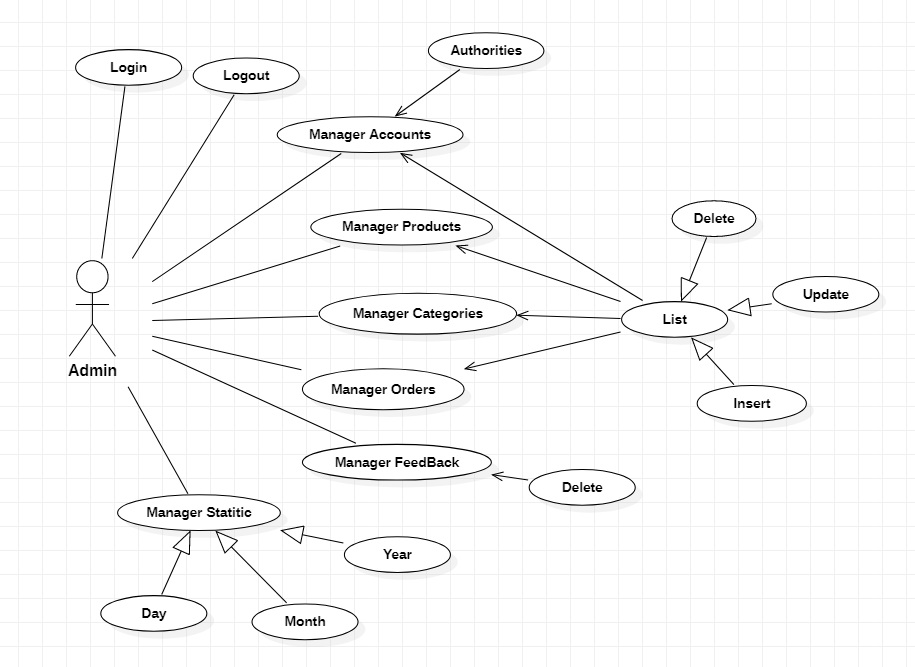 Authorities
Login
Logout
Manager Accounts
Delete
Manager Products
Update
Manager Categories
List
Admin
Manager Orders
Insert
Manager FeedBack
Delete
Manager Statitic
Year
Day
Month